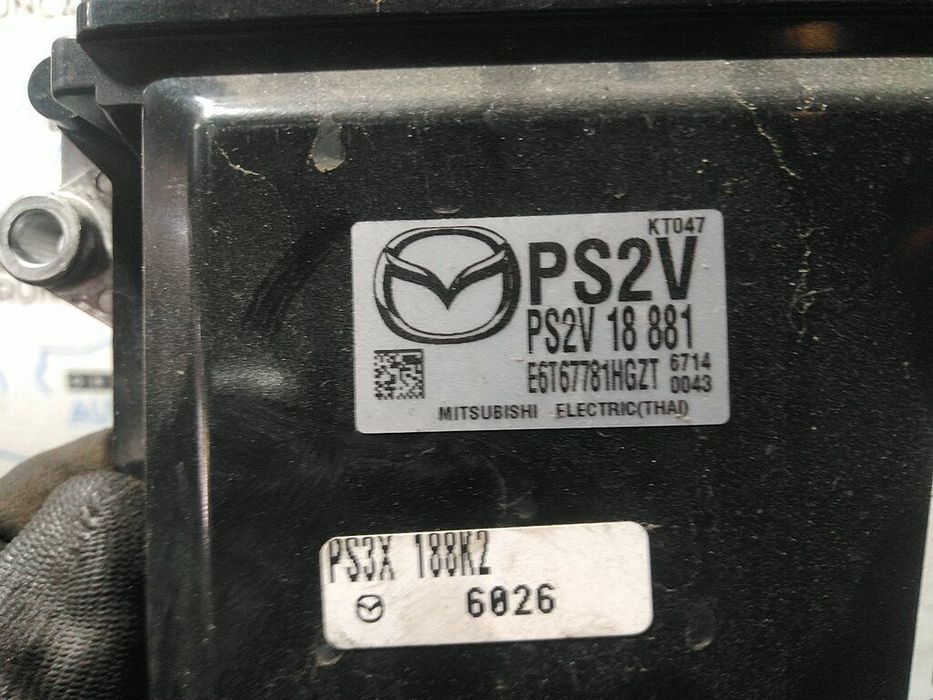 KT047
PS2V
PS2V 18 881
E6T67781HGZT 6714
0043
MITSUBISHI ELECTRIC(THAI)
PS3X 188K2
6026